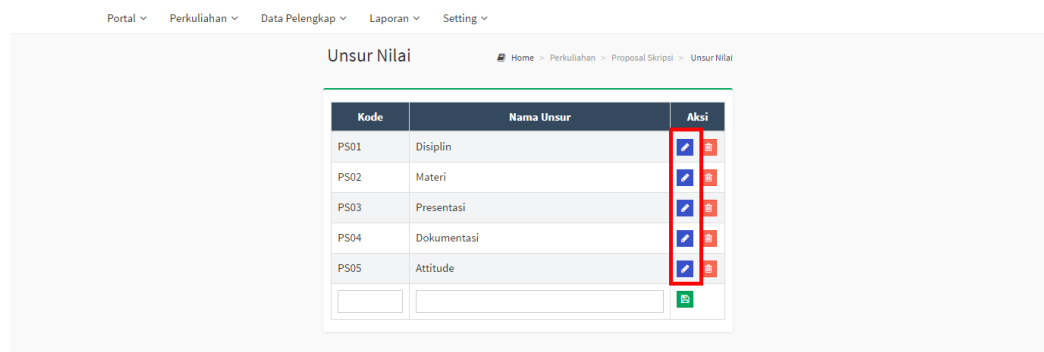 Portal Perkuliahan Data Pelengkap Laporan Setting
Unsur Nilai
Home > Perkuliahan > Proposal Skripsi > Unsur Nilai
Kode Nama Unsur Aksi
PS01 Disiplin
PS02 Materi
PS03 Presentasi
PS04 Dokumentasi
PS05 Attitude